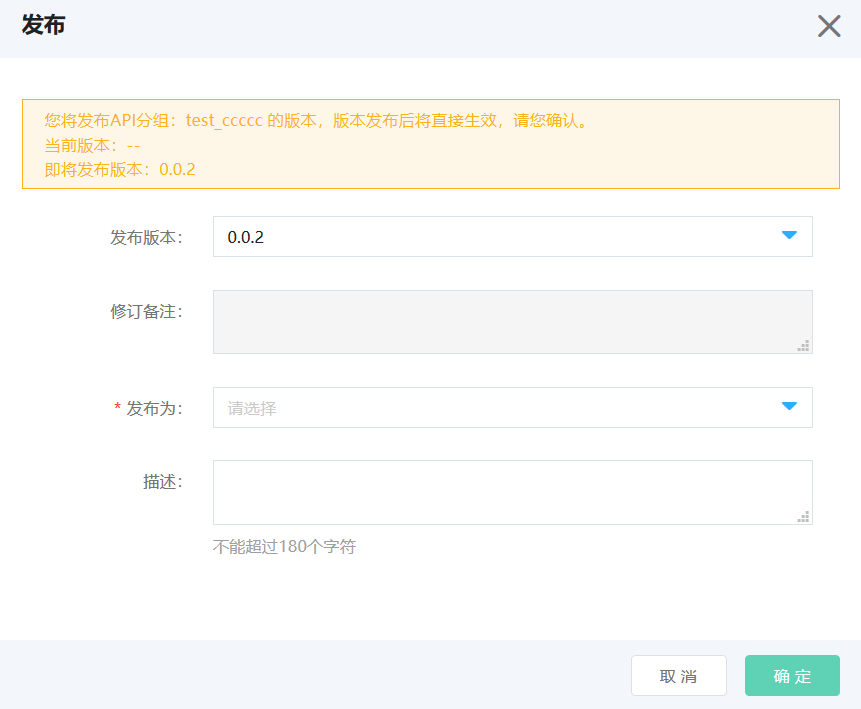 发布
您将发布API分组：test_ccccc 的版本，版本发布后将直接生效，请您确认。
当前版本：--
即将发布版本：0.0.2
发布版本： 0.0.2
修订备注：
* 发布为： 请选择
描述：
不能超过180个字符
取 消 确 定